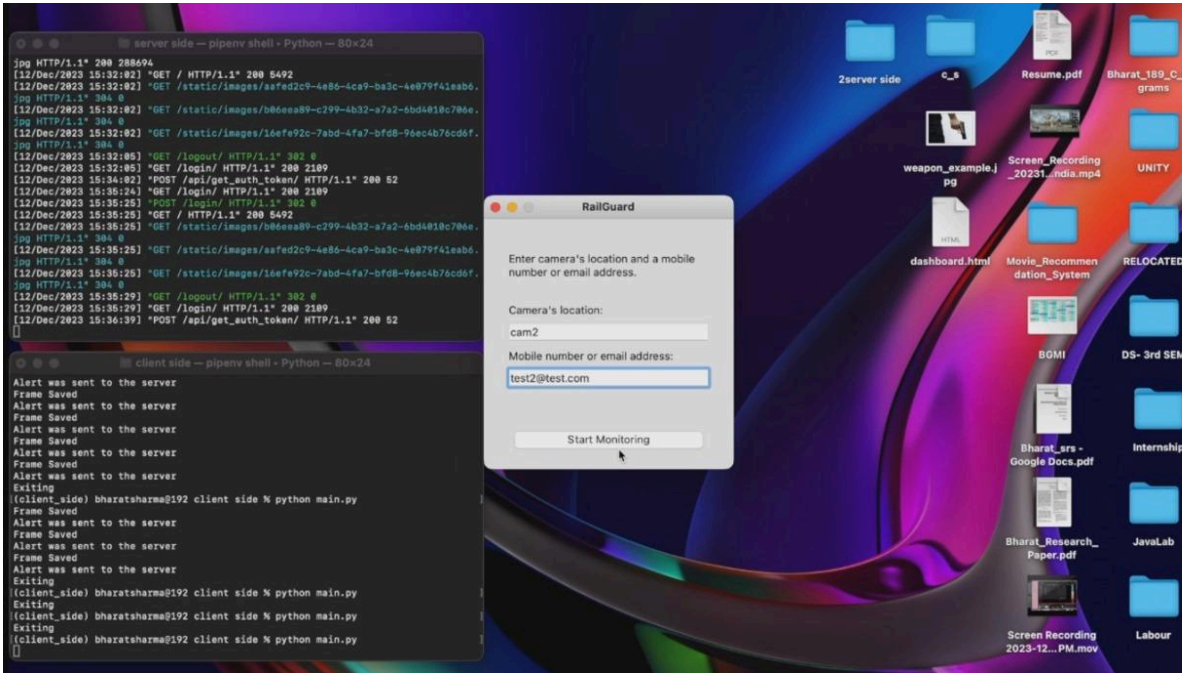 server side — pipenv shell • Python — 80×24
jpg HTTP/1.1" 200 288694
[12/Dec/2023 15:32:02] "GET / HTTP/1.1" 200 5492
[12/Dec/2023 15:32:02] "GET /static/images/aafed2c9-4e86-4ca9-ba3c-4e079f41eab6.
jpg HTTP/1.1" 304 0
[12/Dec/2023 15:32:02] "GET /static/images/b06eea89-c299-4b32-a7a2-6bd4010c706e.
jpg HTTP/1.1" 304 0
[12/Dec/2023 15:32:02] "GET /static/images/16efe92c-7abd-4fa7-bfd8-96ec4b76cd6f.
jpg HTTP/1.1" 304 0
[12/Dec/2023 15:32:05] "GET /logout/ HTTP/1.1" 302 0
[12/Dec/2023 15:32:05] "GET /login/ HTTP/1.1" 200 2109
[12/Dec/2023 15:34:02] "POST /api/get_auth_token/ HTTP/1.1" 200 52
[12/Dec/2023 15:35:24] "GET /login/ HTTP/1.1" 200 2109
[12/Dec/2023 15:35:25] "POST /login/ HTTP/1.1" 302 0
[12/Dec/2023 15:35:25] "GET / HTTP/1.1" 200 5492
[12/Dec/2023 15:35:25] "GET /static/images/b06eea89-c299-4b32-a7a2-6bd4010c706e.
jpg HTTP/1.1" 304 0
[12/Dec/2023 15:35:25] "GET /static/images/aafed2c9-4e86-4ca9-ba3c-4e079f41eab6.
jpg HTTP/1.1" 304 0
[12/Dec/2023 15:35:25] "GET /static/images/16efe92c-7abd-4fa7-bfd8-96ec4b76cd6f.
jpg HTTP/1.1" 304 0
[12/Dec/2023 15:35:29] "GET /logout/ HTTP/1.1" 302 0
[12/Dec/2023 15:35:29] "GET /login/ HTTP/1.1" 200 2109
[12/Dec/2023 15:36:39] "POST /api/get_auth_token/ HTTP/1.1" 200 52
client side — pipenv shell • Python — 80×24
Alert was sent to the server
Frame Saved
Alert was sent to the server
Frame Saved
Alert was sent to the server
Frame Saved
Alert was sent to the server
Frame Saved
Alert was sent to the server
Exiting
(client_side) bharatsharma@192 client side % python main.py
Frame Saved
Alert was sent to the server
Frame Saved
Alert was sent to the server
Frame Saved
Alert was sent to the server
Exiting
(client_side) bharatsharma@192 client side % python main.py
Exiting
(client_side) bharatsharma@192 client side % python main.py
Exiting
(client_side) bharatsharma@192 client side % python main.py
RailGuard
Enter camera's location and a mobile
number or email address.
Camera's location:
cam2
Mobile number or email address:
test2@test.com
Start Monitoring
2server side
c_s
PDF
Resume.pdf
Bharat_189_C_
grams
weapon_example.j
pg
Screen_Recording
_20231...ndia.mp4
UNITY
HTML
dashboard.html
Movie_Recommen
dation_System
RELOCATED
BGMI
DS- 3rd SEM
Bharat_srs -
Google Docs.pdf
Internship
Bharat_Research_
Paper.pdf
JavaLab
Screen Recording
2023-12...PM.mov
Labour